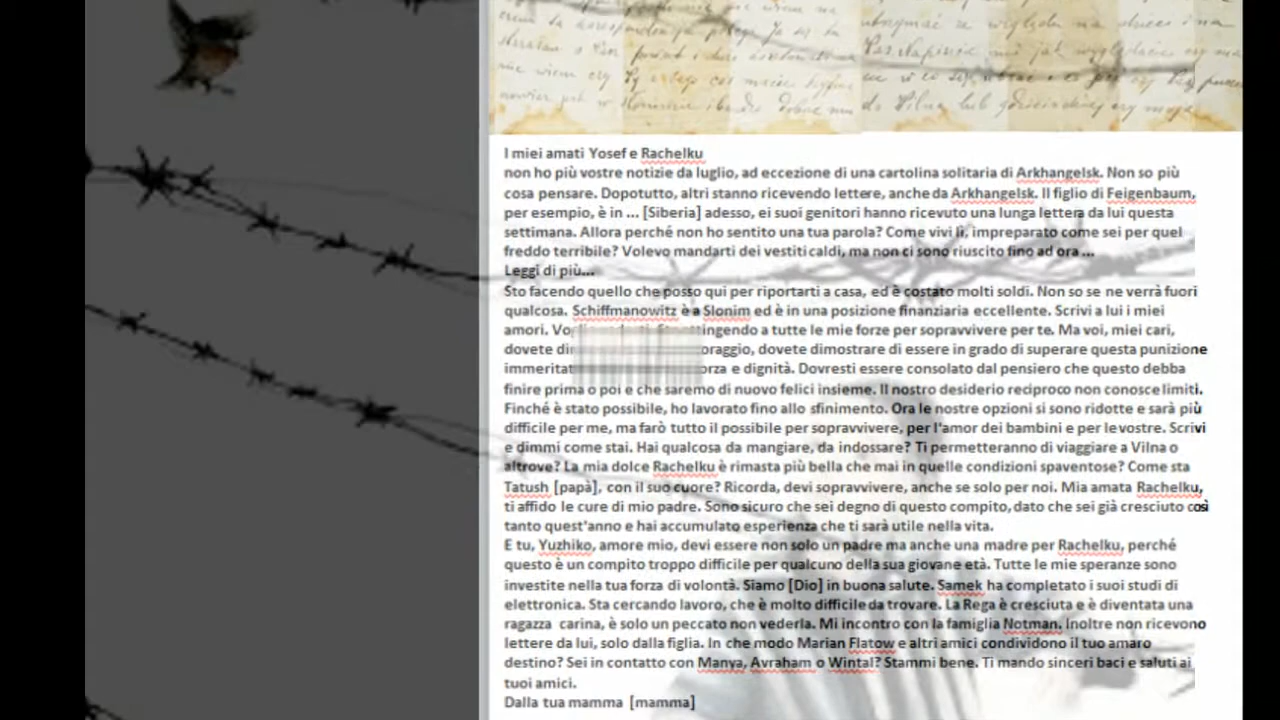 I miei amati Yosef e Rachelku
non ho più vostre notizie da luglio, ad eccezione di una cartolina solitaria di Arkhangelsk. Non so più
cosa pensare. Dopotutto, altri stanno ricevendo lettere, anche da Arkhangelsk. Il figlio di Feigenbaum,
per esempio, è in ... [Siberia] adesso, ei suoi genitori hanno ricevuto una lunga lettera da lui questa
settimana. Allora perché non ho sentito una tua parola? Come vivi lì, impreparato come sei per quel
freddo terribile? Volevo mandarti dei vestiti caldi, ma non ci sono riuscito fino ad ora ...
Leggi di più...
Sto facendo quello che posso qui per riportarti a casa, ed è costato molti soldi. Non so se ne verrà fuori
qualcosa. Schiffmanowitz è a Slonim ed è in una posizione finanziaria eccellente. Scrivi a lui i miei
amori. a tutte le mie forze per sopravvivere per te. Ma voi, miei cari,
dovete dovete dimostrare di essere in grado di superare questa punizione
e dignità. Dovresti essere consolato dal pensiero che questo debba
finire prima o poi e che saremo di nuovo felici insieme. Il nostro desiderio reciproco non conosce limiti.
Finché è stato possibile, ho lavorato fino allo sfinimento. Ora le nostre opzioni si sono ridotte e sarà più
difficile per me, ma farò tutto il possibile per sopravvivere, per l'amor dei bambini e per le vostre. Scrivi
e dimmi come stai. Hai qualcosa da mangiare, da indossare? Ti permetteranno di viaggiare a Vilna o
altrove? La mia dolce Rachelku è rimasta più bella che mai in quelle condizioni spaventose? Come sta
Tatush [papà], con il suo cuore? Ricorda, devi sopravvivere, anche se solo per noi. Mia amata Rachelku,
ti affido le cure di mio padre. Sono sicuro che sei degno di questo compito, dato che sei già cresciuto così
tanto quest'anno e hai accumulato esperienza che ti sarà utile nella vita.
E tu, Yuzhiko, amore mio, devi essere non solo un padre ma anche una madre per Rachelku, perché
questo è un compito troppo difficile per qualcuno della sua giovane età. Tutte le mie speranze sono
investite nella tua forza di volontà. Siamo [Dio] in buona salute. Samek ha completato i suoi studi di
elettronica. Sta cercando lavoro, che è molto difficile da trovare. La Rega è cresciuta e è diventata una
ragazza carina, è solo un peccato non vederla. Mi incontro con la famiglia Notman. Inoltre non ricevono
lettere da lui, solo dalla figlia. In che modo Marian Flatow e altri amici condividono il tuo amaro
destino? Sei in contatto con Manya, Avraham o Wintal? Stammi bene. Ti mando sinceri baci e saluti ai
tuoi amici.
Dalla tua mamma [mamma]